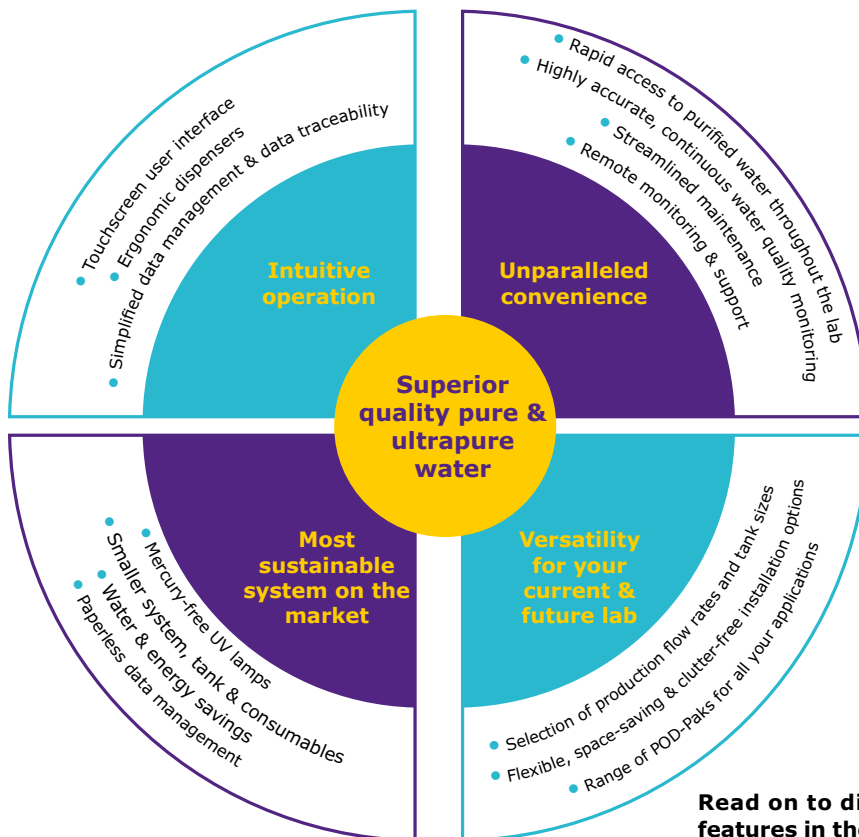 Touchscreen user interface
Ergonomic dispensers
Simplified data management & data traceability
Intuitive
operation
Rapid access to purified water throughout the lab
Highly accurate, continuous water quality monitoring
Streamlined maintenance
Remote monitoring & support
Unparalleled
convenience
Superior
quality pure &
ultrapure
water
Most
sustainable
system on the
market
Mercury-free UV lamps
Smaller system, tank & consumables
Water & energy savings
Paperless data management
Versatility
for your
current &
future lab
Selection of production flow rates and tank sizes
Flexible, space-saving & clutter-free installation options
Range of POD-Paks for all your applications
Read on to di
features in the